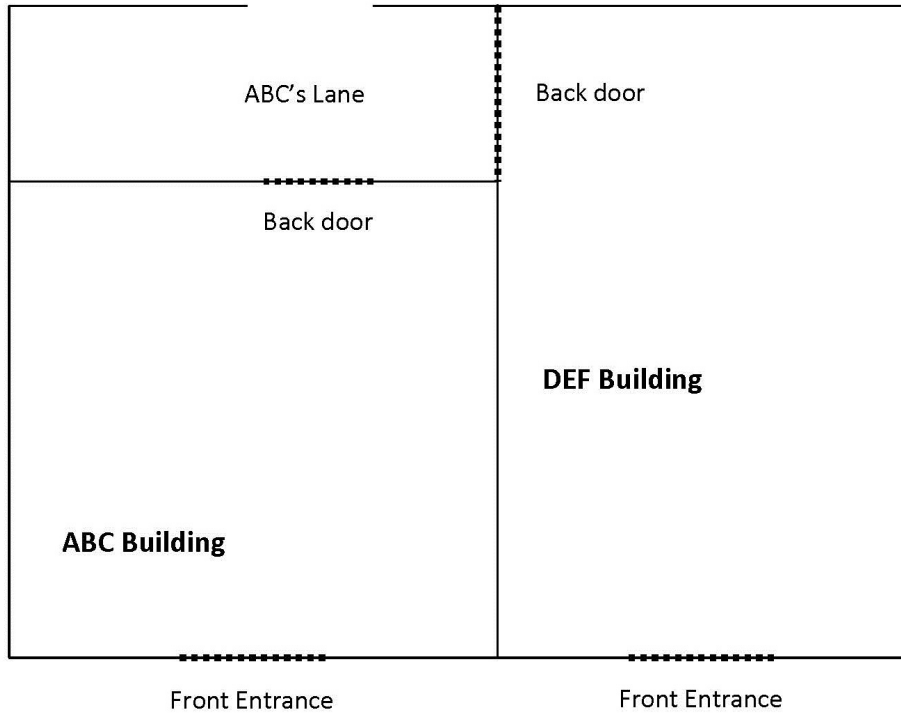 ABC’s Lane
Back door
Back door
DEF Building
ABC Building
Front Entrance
Front Entrance